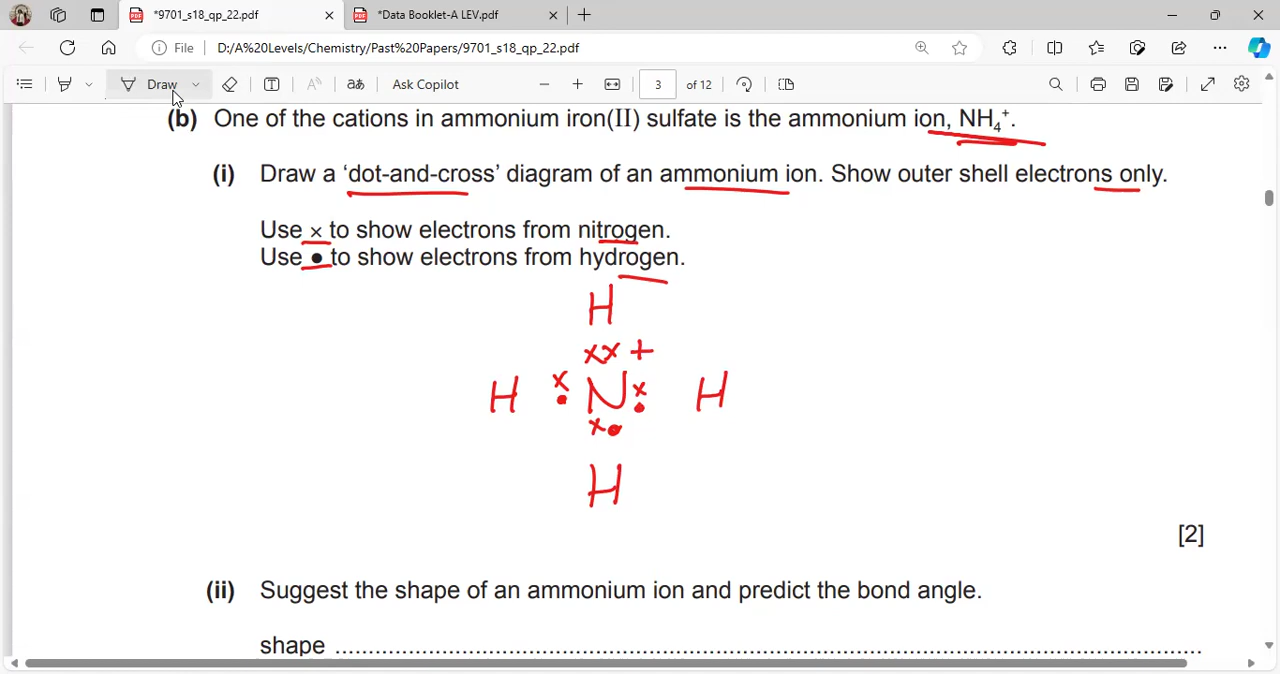 *9701_s18_qp_22.pdf
*Data Booklet-A LEV.pdf
File
D:/A%20Levels/Chemistry/Past%20Papers/9701_s18_qp_22.pdf
Draw
T
aあ
Ask Copilot
3 of 12
(b) One of the cations in ammonium iron(II) sulfate is the ammonium ion, NH₄⁺.
(i) Draw a ‘dot-and-cross’ diagram of an ammonium ion. Show outer shell electrons only.
Use × to show electrons from nitrogen.
Use ● to show electrons from hydrogen.
H
xx +
H x● N x● H
x●
H
[2]
(ii) Suggest the shape of an ammonium ion and predict the bond angle.
shape ........................................................................................................